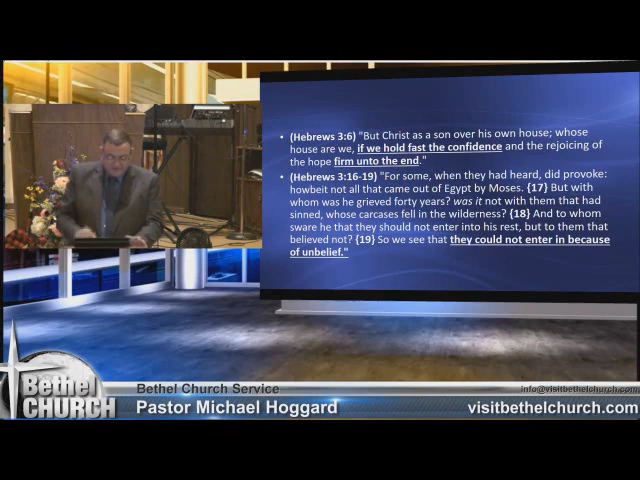 • (Hebrews 3:6) "But Christ as a son over his own house; whose
house are we, if we hold fast the confidence and the rejoicing of
the hope firm unto the end."
• (Hebrews 3:16-19) "For some, when they had heard, did provoke:
howbeit not all that came out of Egypt by Moses. {17} But with
whom was he grieved forty years? was it not with them that had
sinned, whose carcases fell in the wilderness? {18} And to whom
sware he that they should not enter into his rest, but to them that
believed not? {19} So we see that they could not enter in because
of unbelief."
Bethel
CHURCH
Bethel Church Service
info@visitbethelchurch.com
Pastor Michael Hoggard
visitbethelchurch.com